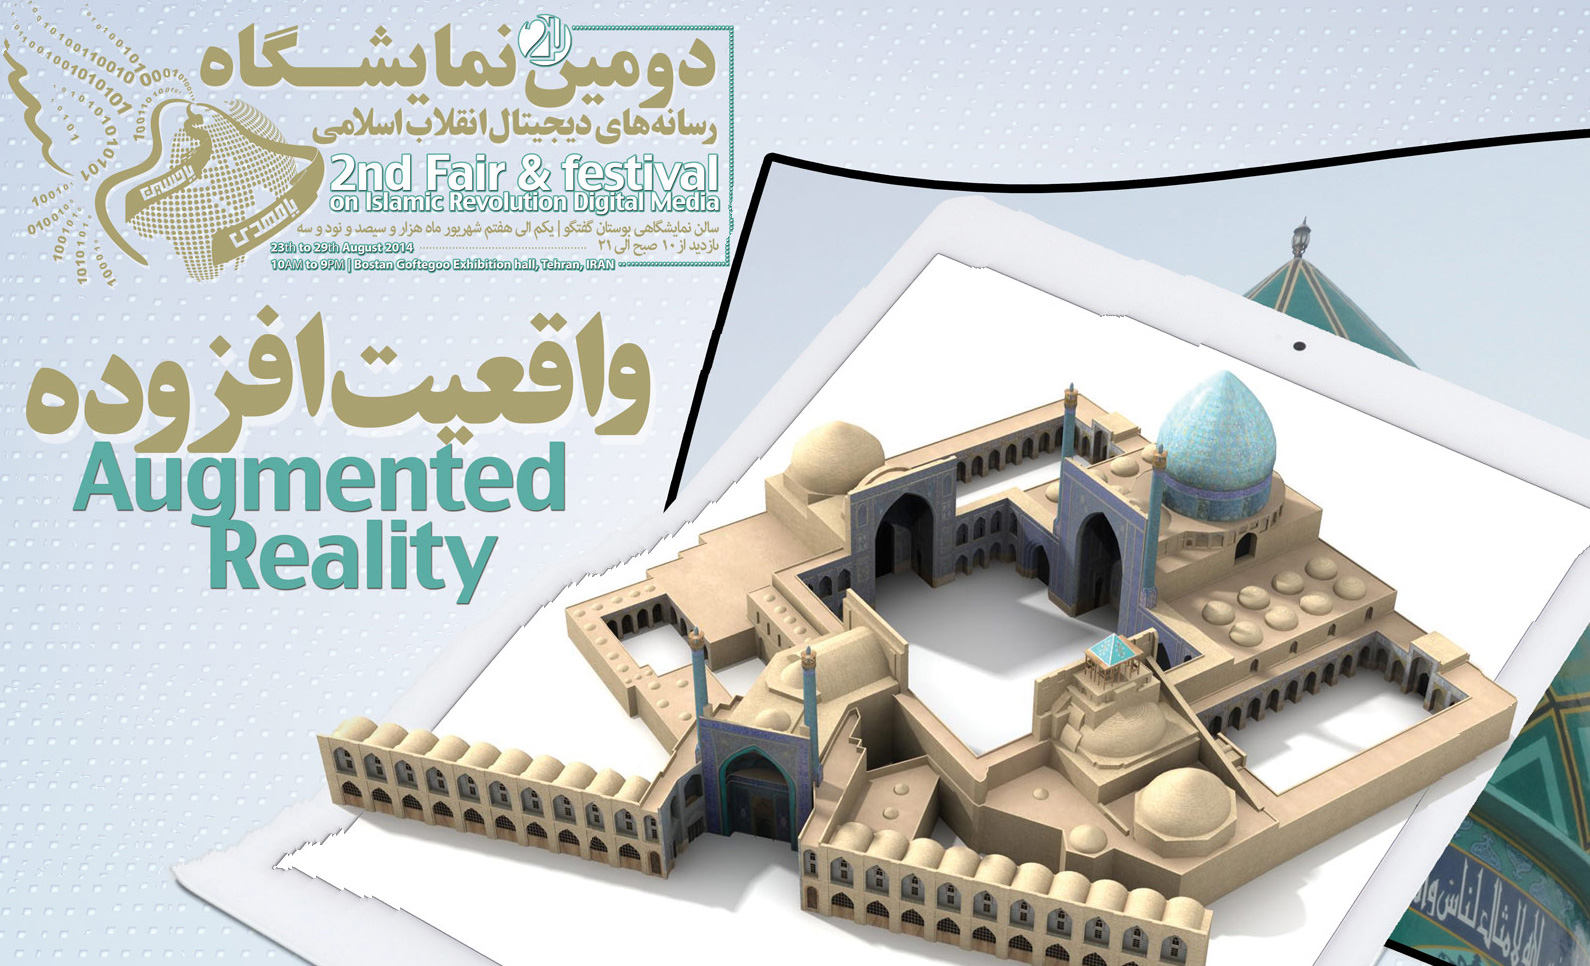 دومین نمایشگاه
رسانه‌های دیجیتال انقلاب اسلامی
2nd Fair & festival
on Islamic Revolution Digital Media
سالن نمایشگاهی بوستان گفتگو | یکم الی هفتم شهریور ماه هزار و سیصد و نود و سه
بازدید از ۱۰ صبح الی ۲۱
23th to 29th August 2014
10AM to 9PM | Bostan Goftegoo Exhibition hall, Tehran, IRAN
واقعیت افزوده
Augmented
Reality